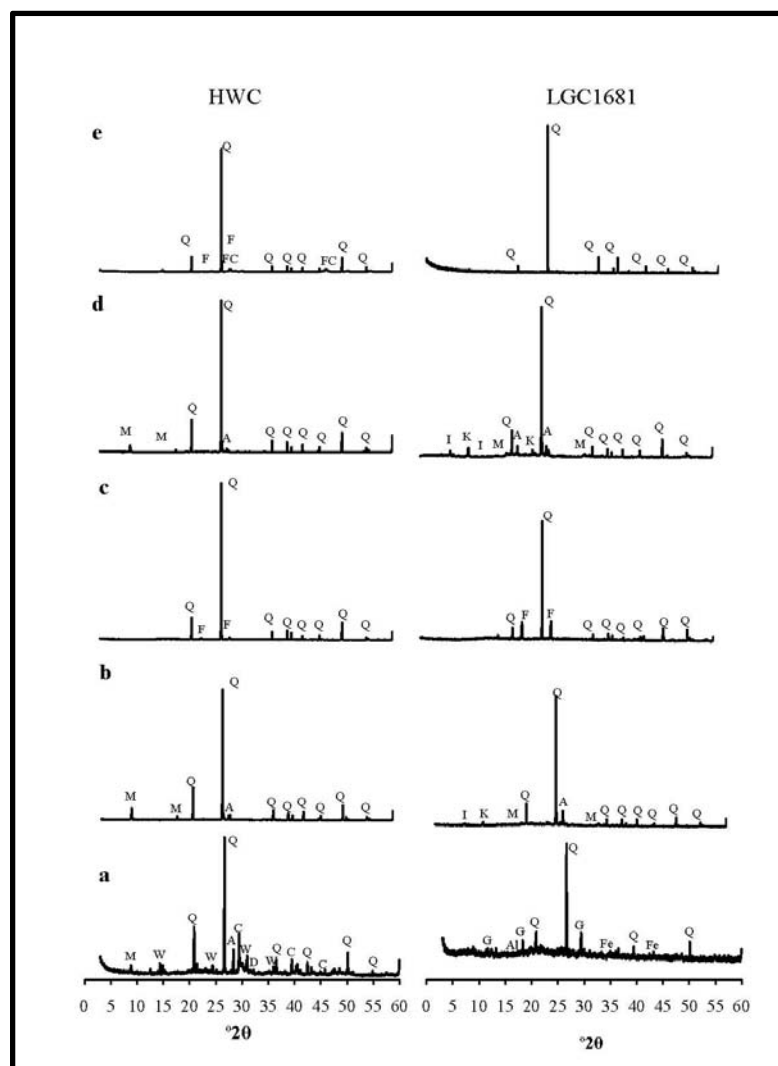 HWC LGC1681
e
Q Q
Q F Q Q Q
F FC Q Q Q FC Q Q Q Q Q Q
d
Q Q
Q Q
M M A Q Q Q Q Q Q I K I M A K A M Q Q Q Q Q Q
c
Q Q
Q Q F F
F F Q Q Q Q Q Q Q Q Q Q Q Q
b
Q Q
M Q Q A
M A Q Q Q Q Q Q I K M M Q Q Q Q Q Q
a
Q Q
Q C G Q G Q Q
M W W A W D W Q C Q C Q Q G Al Fe Fe
0 5 10 15 20 25 30 35 40 45 50 55 60 0 5 10 15 20 25 30 35 40 45 50 55 60
°2θ °2θ